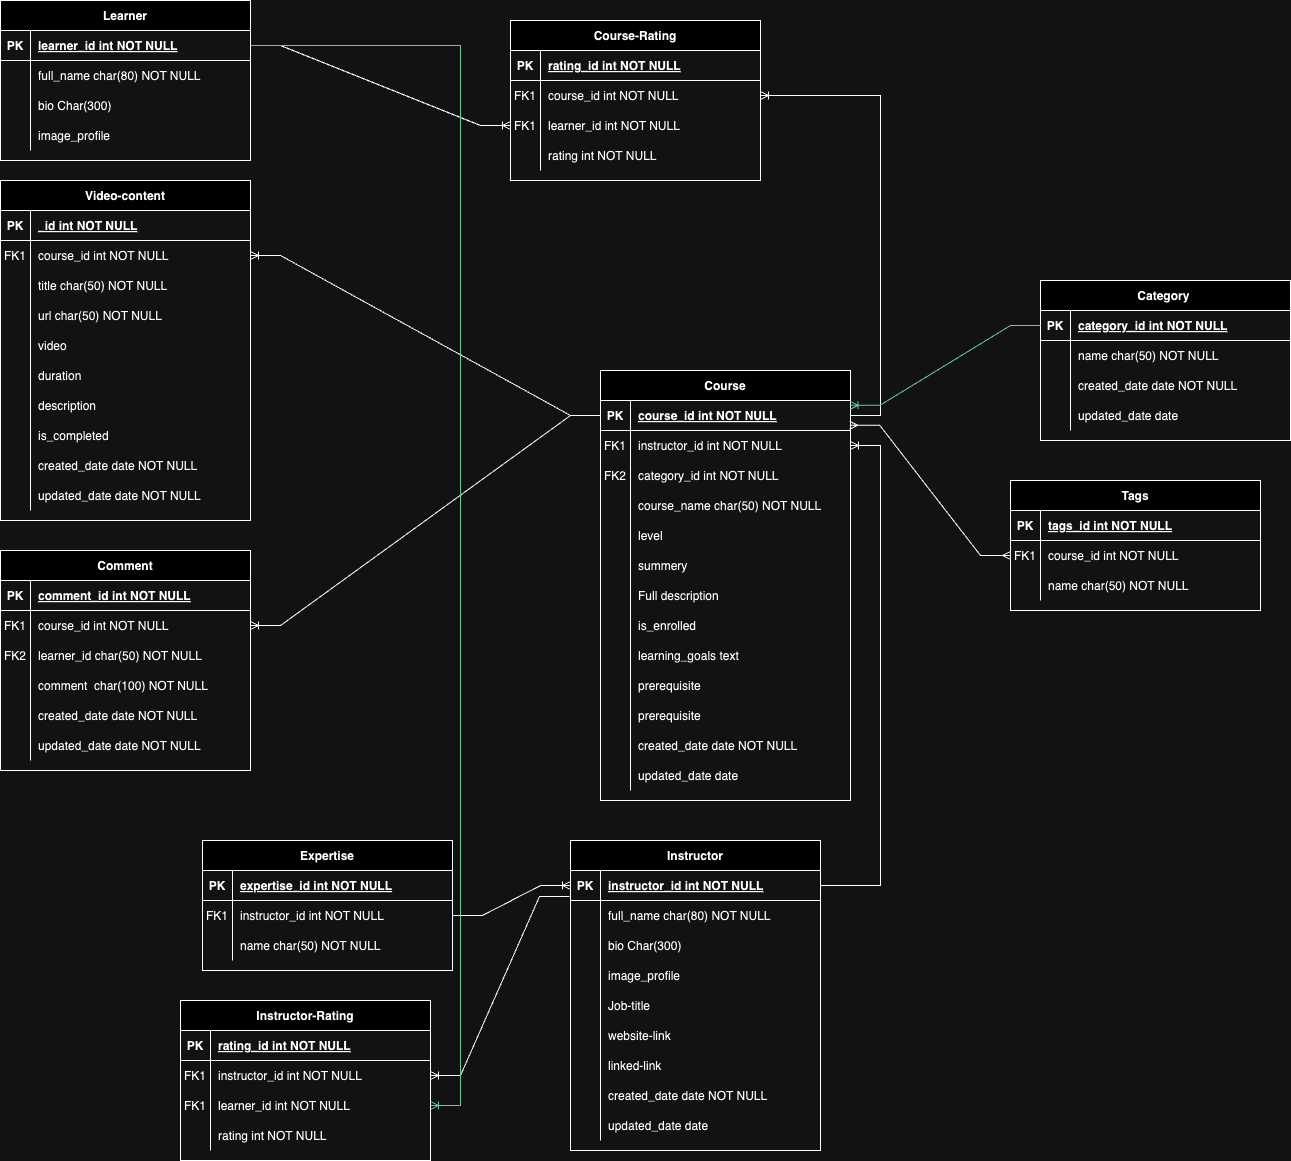 Learner
PK learner_id int NOT NULL
full_name char(80) NOT NULL
bio Char(300)
image_profile
Course-Rating
PK rating_id int NOT NULL
FK1 course_id int NOT NULL
FK1 learner_id int NOT NULL
rating int NOT NULL
Video-content
PK _id int NOT NULL
FK1 course_id int NOT NULL
title char(50) NOT NULL
url char(50) NOT NULL
video
duration
description
is_completed
created_date date NOT NULL
updated_date date NOT NULL
Category
PK category_id int NOT NULL
name char(50) NOT NULL
created_date date NOT NULL
updated_date date
Course
PK course_id int NOT NULL
FK1 instructor_id int NOT NULL
FK2 category_id int NOT NULL
course_name char(50) NOT NULL
level
summery
Full description
is_enrolled
learning_goals text
prerequisite
prerequisite
created_date date NOT NULL
updated_date date
Tags
PK tags_id int NOT NULL
FK1 course_id int NOT NULL
name char(50) NOT NULL
Comment
PK comment_id int NOT NULL
FK1 course_id int NOT NULL
FK2 learner_id char(50) NOT NULL
comment char(100) NOT NULL
created_date date NOT NULL
updated_date date NOT NULL
Expertise
PK expertise_id int NOT NULL
FK1 instructor_id int NOT NULL
name char(50) NOT NULL
Instructor
PK instructor_id int NOT NULL
full_name char(80) NOT NULL
bio Char(300)
image_profile
Job-title
website-link
linked-link
created_date date NOT NULL
updated_date date
Instructor-Rating
PK rating_id int NOT NULL
FK1 instructor_id int NOT NULL
FK1 learner_id int NOT NULL
rating int NOT NULL